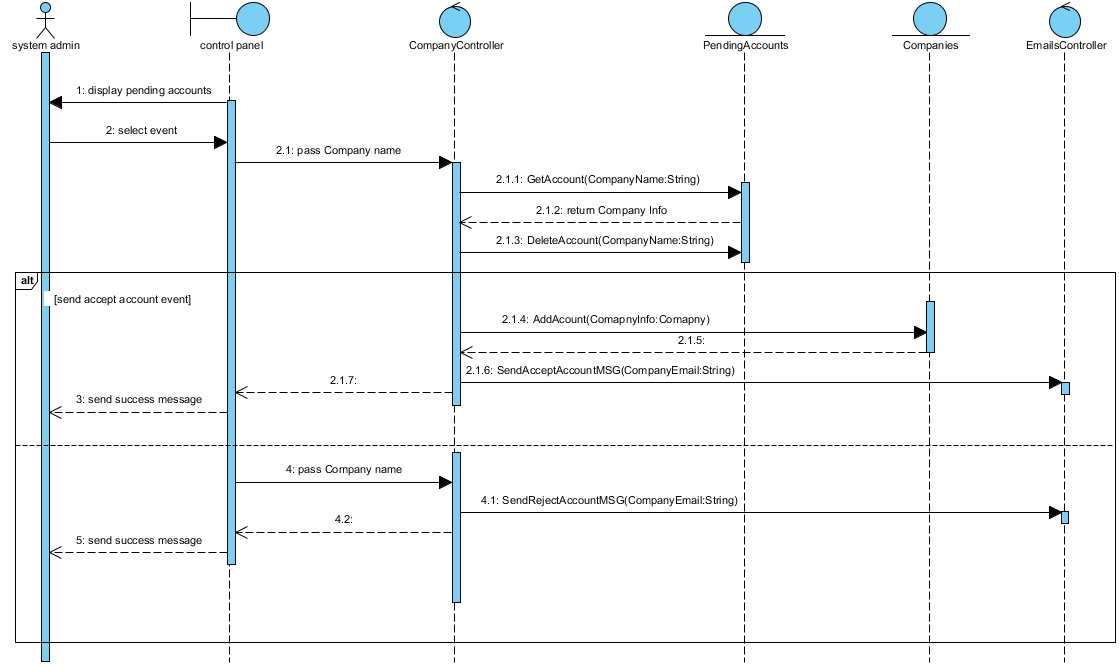 system admin
control panel
CompanyController
PendingAccounts
Companies
EmailsController
1: display pending accounts
2: select event
2.1: pass Company name
2.1.1: GetAccount(CompanyName:String)
2.1.2: return Company Info
2.1.3: DeleteAccount(CompanyName:String)
alt
[send accept account event]
2.1.4: AddAcount(ComapnyInfo:Comapny)
2.1.5:
2.1.6: SendAcceptAccountMSG(CompanyEmail:String)
2.1.7:
3: send success message
4: pass Company name
4.1: SendRejectAccountMSG(CompanyEmail:String)
4.2:
5: send success message